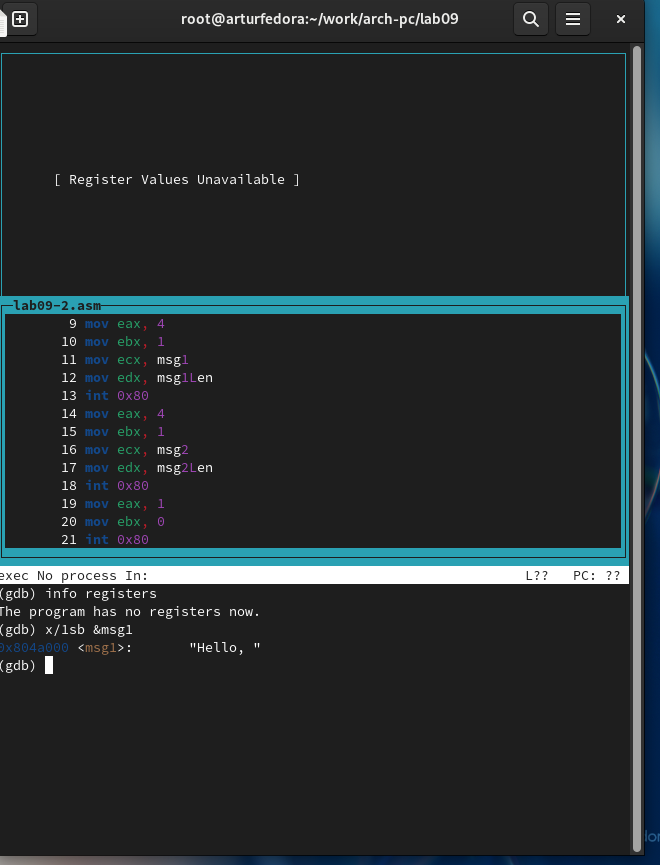 root@arturfedora:~/work/arch-pc/lab09
[ Register Values Unavailable ]
lab09-2.asm
9 mov eax, 4
10 mov ebx, 1
11 mov ecx, msg1
12 mov edx, msg1Len
13 int 0x80
14 mov eax, 4
15 mov ebx, 1
16 mov ecx, msg2
17 mov edx, msg2Len
18 int 0x80
19 mov eax, 1
20 mov ebx, 0
21 int 0x80
exec No process In: L?? PC: ??
(gdb) info registers
The program has no registers now.
(gdb) x/1sb &msg1
0x804a000 <msg1>: "Hello, "
(gdb)